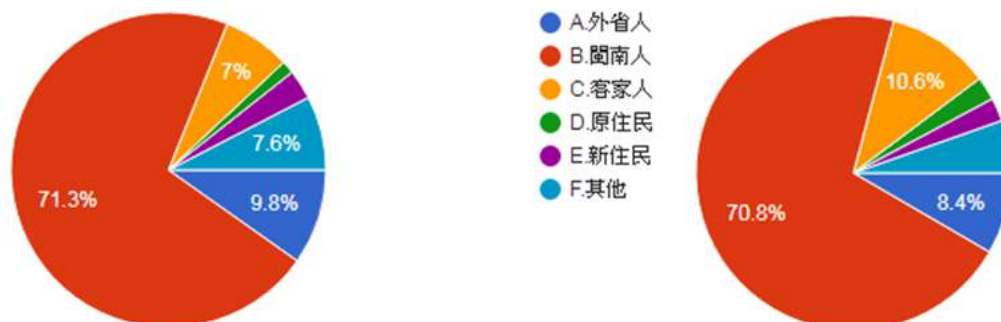 7%
7.6%
9.8%
71.3%
A.外省人
B.閩南人
C.客家人
D.原住民
E.新住民
F.其他
10.6%
8.4%
70.8%